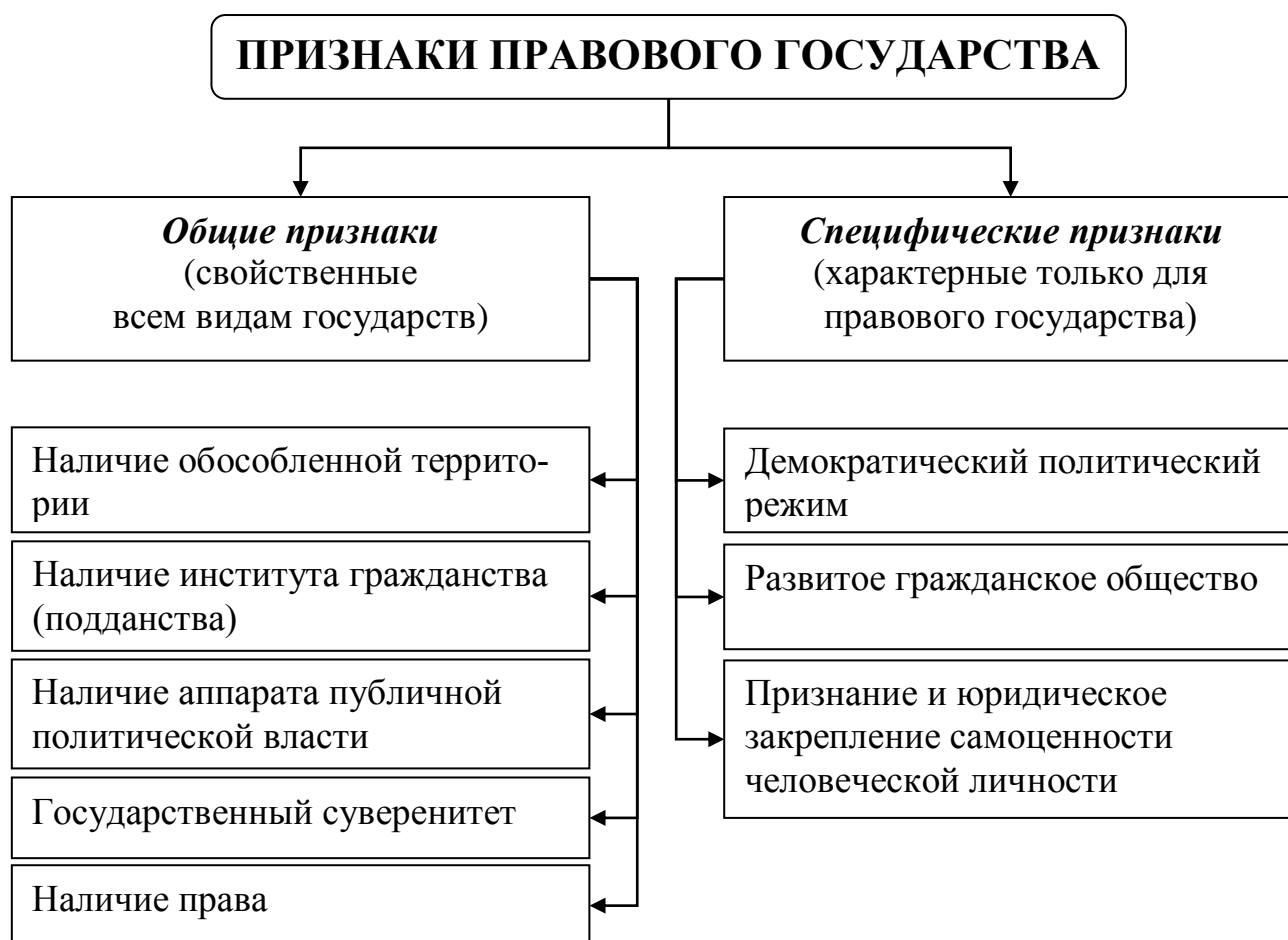 ПРИЗНАКИ ПРАВОВОГО ГОСУДАРСТВА
Общие признаки
(свойственные
всем видам государств)
Специфические признаки
(характерные только для
правового государства)
Наличие обособленной террито-
рии
Наличие института гражданства
(подданства)
Наличие аппарата публичной
политической власти
Государственный суверенитет
Наличие права
Демократический политический
режим
Развитое гражданское общество
Признание и юридическое
закрепление самоценности
человеческой личности